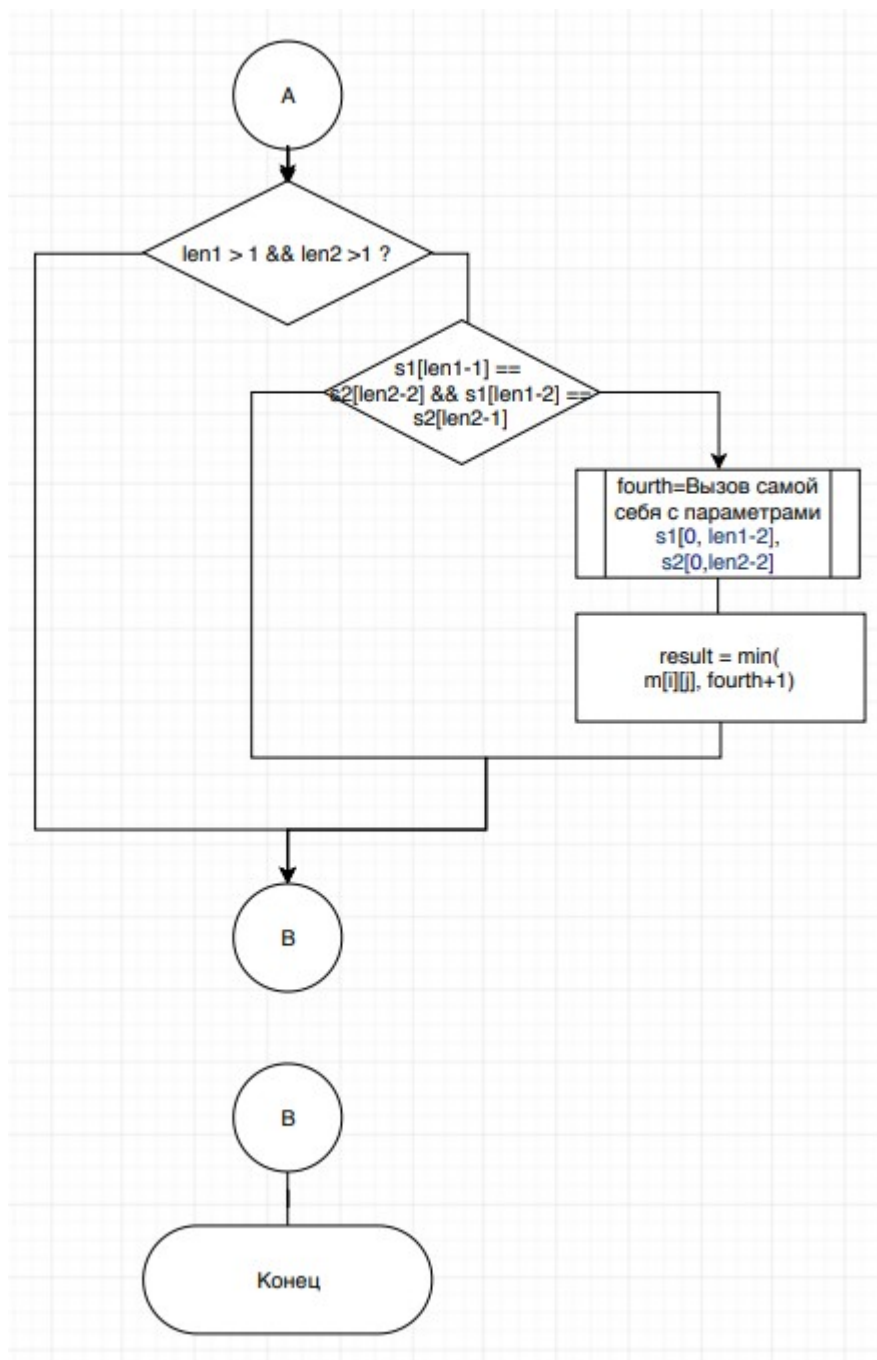 A
len1 > 1 && len2 >1 ?
s1[len1-1] ==
s2[len2-2] && s1[len1-2] ==
s2[len2-1]
fourth=Вызов самой
себя с параметрами
s1[0, len1-2],
s2[0,len2-2]
result = min(
m[i][j], fourth+1)
B
B
Конец